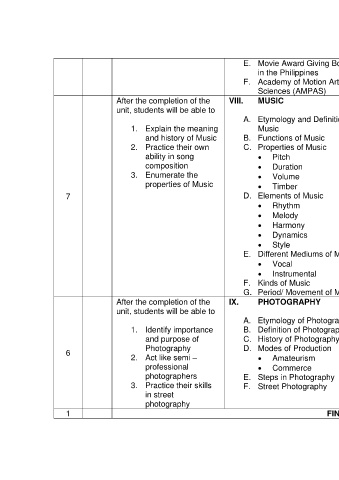 E. Movie Award Giving
in the Philippines
F. Academy of Motion
Sciences (AMPAS)
7
After the completion of the
unit, students will be able to
1. Explain the meaning
and history of Music
2. Practice their own
ability in song
composition
3. Enumerate the
properties of Music
VIII. MUSIC
A. Etymology and
Music
B. Functions of Music
C. Properties of Music
• Pitch
• Duration
• Volume
• Timber
D. Elements of Music
• Rhythm
• Melody
• Harmony
• Dynamics
• Style
E. Different Mediums of
• Vocal
• Instrumental
F. Kinds of Music
G. Period/ Movement of
6
After the completion of the
unit, students will be able to
1. Identify importance
and purpose of
Photography
2. Act like semi –
professional
photographers
3. Practice their skills
in street
photography
IX. PHOTOGRAPHY
A. Etymology of
B. Definition of
C. History of Photography
D. Modes of Production
• Amateurism
• Commerce
E. Steps in Photography
F. Street Photography
1